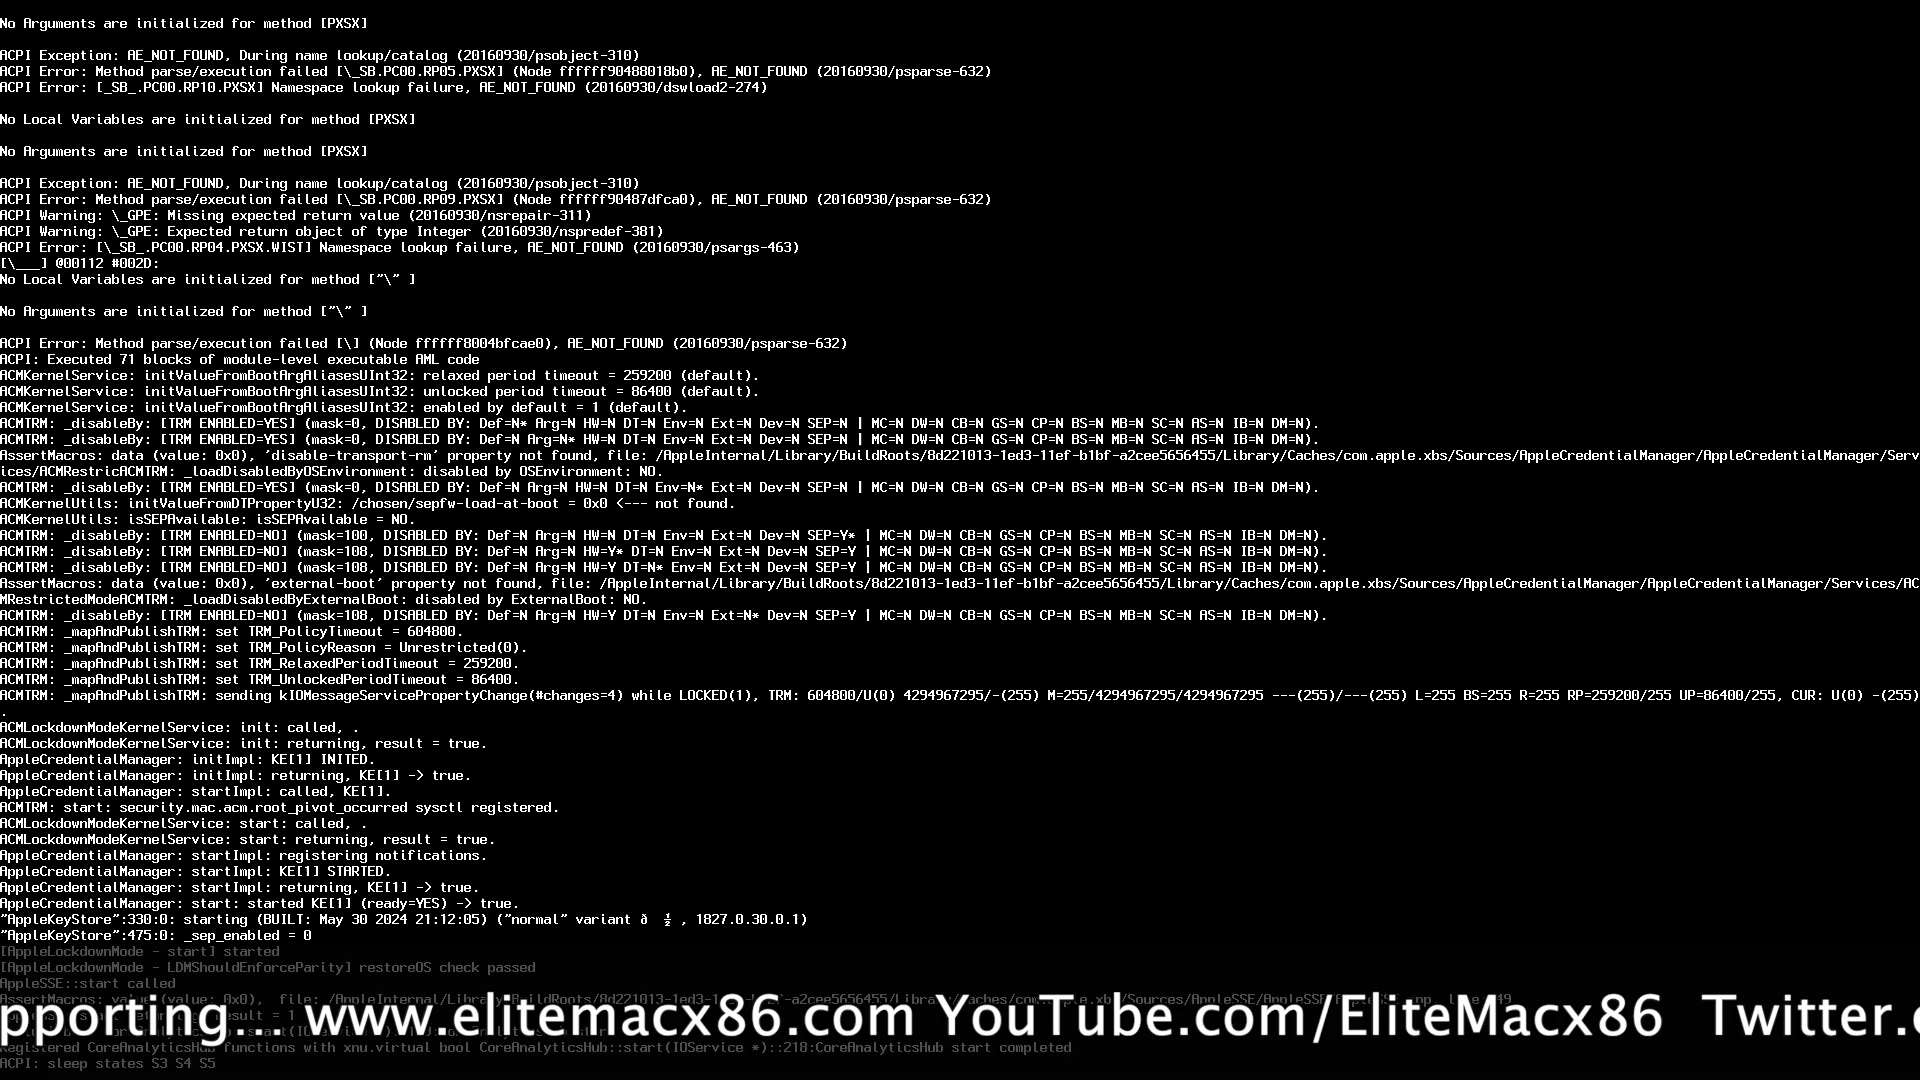 No Arguments are initialized for method [PXSX]
ACPI Exception: AE_NOT_FOUND, During name lookup/catalog (20160930/psobject-310)
ACPI Error: Method parse/execution failed [\_SB.PC00.RP05.PXSX] (Node ffffff90488018b0), AE_NOT_FOUND (20160930/psparse-632)
ACPI Error: [_SB_.PC00.RP10.PXSX] Namespace lookup failure, AE_NOT_FOUND (20160930/dswload2-274)
No Local Variables are initialized for method [PXSX]
No Arguments are initialized for method [PXSX]
ACPI Exception: AE_NOT_FOUND, During name lookup/catalog (20160930/psobject-310)
ACPI Error: Method parse/execution failed [\_SB.PC00.RP09.PXSX] (Node ffffff90487dfca0), AE_NOT_FOUND (20160930/psparse-632)
ACPI Warning: \_GPE: Missing expected return value (20160930/nsrepair-311)
ACPI Warning: \_GPE: Expected return object of type Integer (20160930/nspredef-381)
ACPI Error: [\_SB_.PC00.RP04.PXSX.WIST] Namespace lookup failure, AE_NOT_FOUND (20160930/psargs-463)
[\___] @00112 #002D:
No Local Variables are initialized for method ["\" ]
No Arguments are initialized for method ["\" ]
ACPI Error: Method parse/execution failed [\] (Node ffffff8004bfcae0), AE_NOT_FOUND (20160930/psparse-632)
ACPI: Executed 71 blocks of module-level executable AML code
ACMKernelService: initValueFromBootArgAliasesUInt32: relaxed period timeout = 259200 (default).
ACMKernelService: initValueFromBootArgAliasesUInt32: unlocked period timeout = 86400 (default).
ACMKernelService: initValueFromBootArgAliasesUInt32: enabled by default = 1 (default).
ACMTRM: _disableBy: [TRM ENABLED=YES] (mask=0, DISABLED BY: Def=N* Arg=N HW=N DT=N Env=N Ext=N Dev=N SEP=N | MC=N DW=N CB=N GS=N CP=N BS=N MB=N SC=N AS=N IB=N DM=N).
ACMTRM: _disableBy: [TRM ENABLED=YES] (mask=0, DISABLED BY: Def=N Arg=N* HW=N DT=N Env=N Ext=N Dev=N SEP=N | MC=N DW=N CB=N GS=N CP=N BS=N MB=N SC=N AS=N IB=N DM=N).
AssertMacros: data (value: 0x0), 'disable-transport-rm' property not found, file: /AppleInternal/Library/BuildRoots/8d221013-1ed3-11ef-b1bf-a2cee5656455/Library/Caches/com.apple.xbs/Sources/AppleCredentialManager/AppleCredentialManager/Serv
ices/ACMRestricACMTRM: _loadDisabledByOSEnvironment: disabled by OSEnvironment: NO.
ACMTRM: _disableBy: [TRM ENABLED=YES] (mask=0, DISABLED BY: Def=N Arg=N HW=N DT=N Env=N* Ext=N Dev=N SEP=N | MC=N DW=N CB=N GS=N CP=N BS=N MB=N SC=N AS=N IB=N DM=N).
ACMKernelUtils: initValueFromDTPropertyU32: /chosen/sepfw-load-at-boot = 0x0 <--- not found.
ACMKernelUtils: isSEPAvailable: isSEPAvailable = NO.
ACMTRM: _disableBy: [TRM ENABLED=NO] (mask=100, DISABLED BY: Def=N Arg=N HW=N DT=N Env=N Ext=N Dev=N SEP=Y* | MC=N DW=N CB=N GS=N CP=N BS=N MB=N SC=N AS=N IB=N DM=N).
ACMTRM: _disableBy: [TRM ENABLED=NO] (mask=108, DISABLED BY: Def=N Arg=N HW=Y* DT=N Env=N Ext=N Dev=N SEP=Y | MC=N DW=N CB=N GS=N CP=N BS=N MB=N SC=N AS=N IB=N DM=N).
ACMTRM: _disableBy: [TRM ENABLED=NO] (mask=108, DISABLED BY: Def=N Arg=N HW=Y DT=N* Env=N Ext=N Dev=N SEP=Y | MC=N DW=N CB=N GS=N CP=N BS=N MB=N SC=N AS=N IB=N DM=N).
AssertMacros: data (value: 0x0), 'external-boot' property not found, file: /AppleInternal/Library/BuildRoots/8d221013-1ed3-11ef-b1bf-a2cee5656455/Library/Caches/com.apple.xbs/Sources/AppleCredentialManager/AppleCredentialManager/Services/AC
MRestrictedModeACMTRM: _loadDisabledByExternalBoot: disabled by ExternalBoot: NO.
ACMTRM: _disableBy: [TRM ENABLED=NO] (mask=108, DISABLED BY: Def=N Arg=N HW=Y DT=N Env=N Ext=N* Dev=N SEP=Y | MC=N DW=N CB=N GS=N CP=N BS=N MB=N SC=N AS=N IB=N DM=N).
ACMTRM: _mapAndPublishTRM: set TRM_PolicyTimeout = 604800.
ACMTRM: _mapAndPublishTRM: set TRM_PolicyReason = Unrestricted(0).
ACMTRM: _mapAndPublishTRM: set TRM_RelaxedPeriodTimeout = 259200.
ACMTRM: _mapAndPublishTRM: set TRM_UnlockedPeriodTimeout = 86400.
ACMTRM: _mapAndPublishTRM: sending kIOMessageServicePropertyChange(#changes=4) while LOCKED(1), TRM: 604800/U(0) 4294967295/-(255) M=255/4294967295/4294967295 ---(255)/---(255) L=255 BS=255 R=255 RP=259200/255 UP=86400/255, CUR: U(0) -(255)
.
ACMLockdownModeKernelService: init: called, .
ACMLockdownModeKernelService: init: returning, result = true.
AppleCredentialManager: initImpl: KE[1] INITED.
AppleCredentialManager: initImpl: returning, KE[1] -> true.
AppleCredentialManager: startImpl: called, KE[1].
ACMTRM: start: security.mac.acm.root_pivot_occurred sysctl registered.
ACMLockdownModeKernelService: start: called, .
ACMLockdownModeKernelService: start: returning, result = true.
AppleCredentialManager: startImpl: registering notifications.
AppleCredentialManager: startImpl: KE[1] STARTED.
AppleCredentialManager: startImpl: returning, KE[1] -> true.
AppleCredentialManager: start: started KE[1] (ready=YES) -> true.
"AppleKeyStore":330:0: starting (BUILT: May 30 2024 21:12:05) ("normal" variant ð ½ , 1827.0.30.0.1)
"AppleKeyStore":475:0: _sep_enabled = 0
[AppleLockdownMode - start] started
[AppleLockdownMode - LDMShouldEnforceParity] restoreOS check passed
AppleSSE::start called
AssertMacros: value (value: 0x0), file: /AppleInternal/
pporting ... www.elitemacx86.com YouTube.com/EliteMacx86 Twitter.c
Registered CoreAnalyticsHub functions with xnu.virtual bool CoreAnalyticsHub::start(IOService *)::218:CoreAnalyticsHub start completed
ACPI: sleep states S3 S4 S5